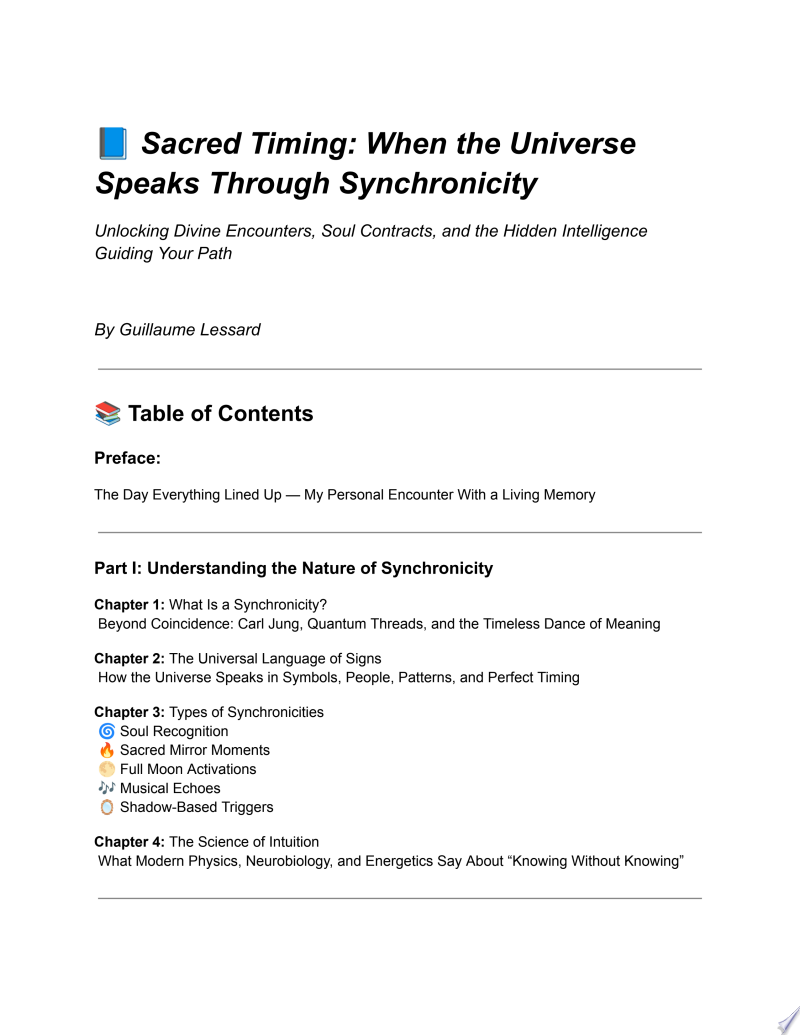 📘 Sacred Timing: When the Universe
Speaks Through Synchronicity
Unlocking Divine Encounters, Soul Contracts, and the Hidden Intelligence
Guiding Your Path
By Guillaume Lessard
📚 Table of Contents
Preface:
The Day Everything Lined Up — My Personal Encounter With a Living Memory
Part I: Understanding the Nature of Synchronicity
Chapter 1: What Is a Synchronicity?
Beyond Coincidence: Carl Jung, Quantum Threads, and the Timeless Dance of Meaning
Chapter 2: The Universal Language of Signs
How the Universe Speaks in Symbols, People, Patterns, and Perfect Timing
Chapter 3: Types of Synchronicities
🌀 Soul Recognition
🔥 Sacred Mirror Moments
🌕 Full Moon Activations
🎶 Musical Echoes
🪞 Shadow-Based Triggers
Chapter 4: The Science of Intuition
What Modern Physics, Neurobiology, and Energetics Say About “Knowing Without Knowing”